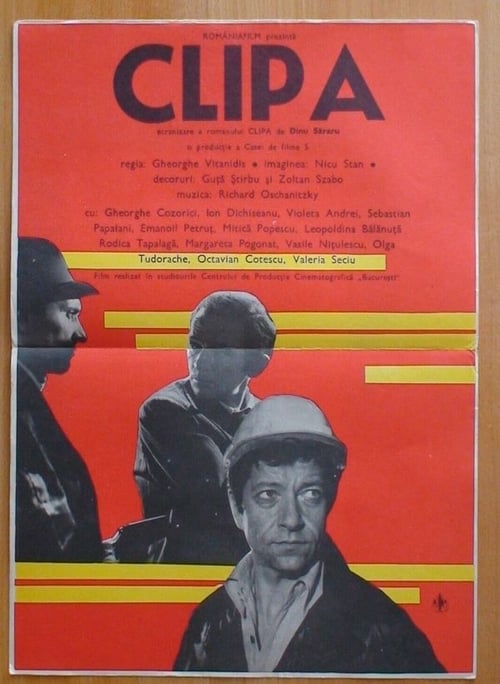 ROMÂNIAFILM prezintă
CLIPA
ecranizare a romanului CLIPA de Dinu Săraru
o producție a Casei de filme 5
regia: Gheorghe Vitanidis • imaginea: Nicu Stan •
decoruri: Guță Știrbu și Zoltan Szabo
muzica: Richard Oschanitzky
cu: Gheorghe Cozorici, Ion Dichiseanu, Violeta Andrei, Sebastian
Papaiani, Emanoil Petruț, Mitică Popescu, Leopoldina Bălănuță
Rodica Tapalagă, Margareta Pogonat, Vasile Nițulescu, Olga
Tudorache, Octavian Cotescu, Valeria Seciu
Film realizat în studiourile Centrului de Producție Cinematografică „București”